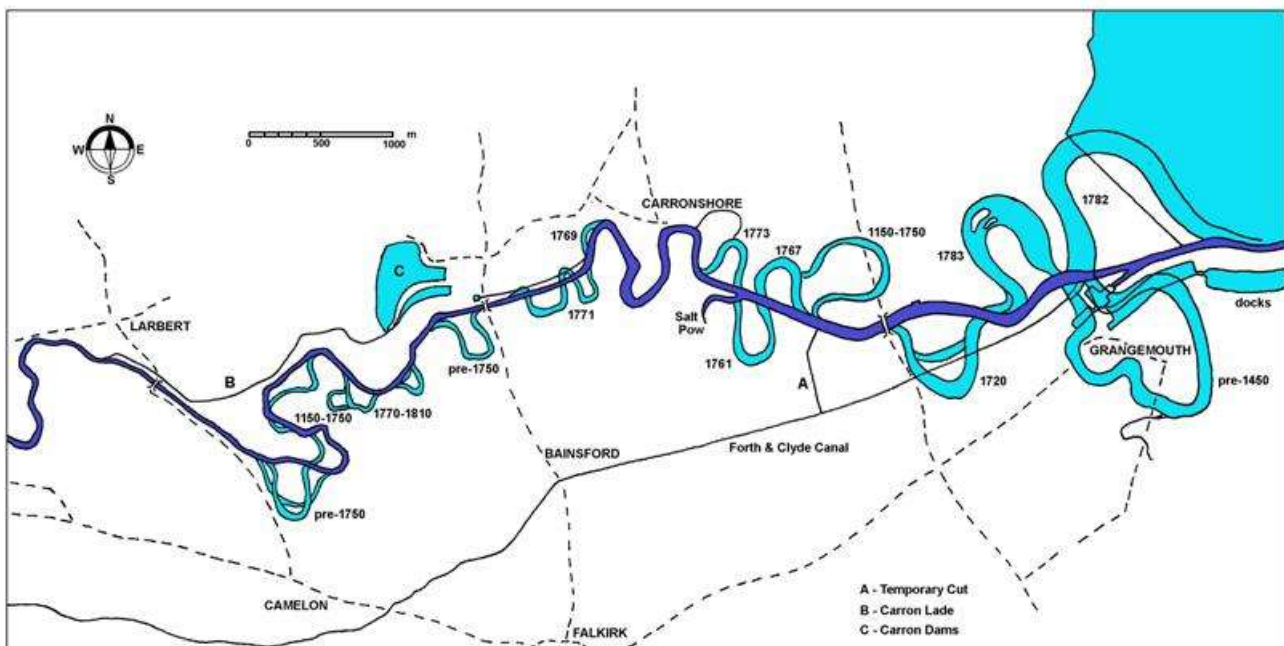 N
W E
S
m
0 500 1000
CARRONSHORE
1782
1769
1773
1150-1750
1767
1783
C
docks
LARBERT
1771
Salt
Pow
GRANGEMOUTH
pre-1750
1761
B
A
1720
pre-1450
1150-1750
1770-1810
BAINSFORD
Forth & Clyde Canal
pre-1750
A - Temporary Cut
CAMELON
B - Carron Lade
FALKIRK
C - Carron Dams